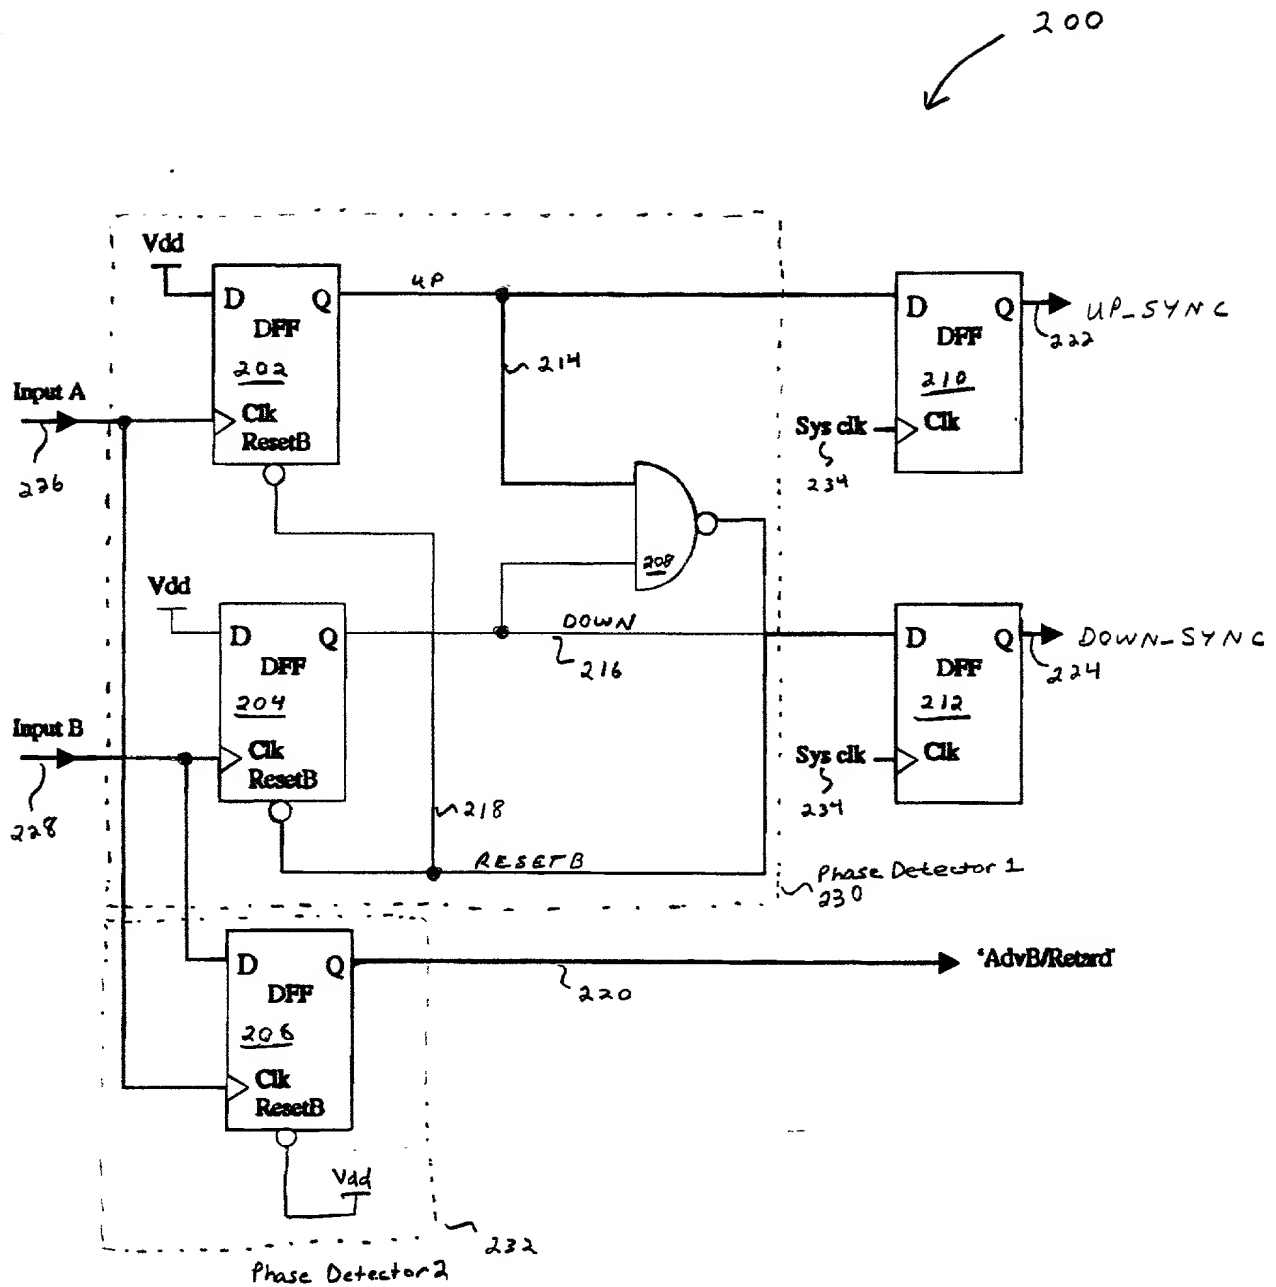 200
Vdd
D Q
DFF
202
Clk
ResetB
UP
214
Input A
226
D Q
DFF
210
Clk
UP_SYNC
222
Sys clk
234
208
Vdd
D Q
DFF
204
Clk
ResetB
DOWN
216
Input B
228
D Q
DFF
212
Clk
DOWN_SYNC
224
Sys clk
234
218
RESETB
Phase Detector 1
230
D Q
DFF
206
Clk
ResetB
220
'AdvB/Retard'
Vdd
232
Phase Detector 2